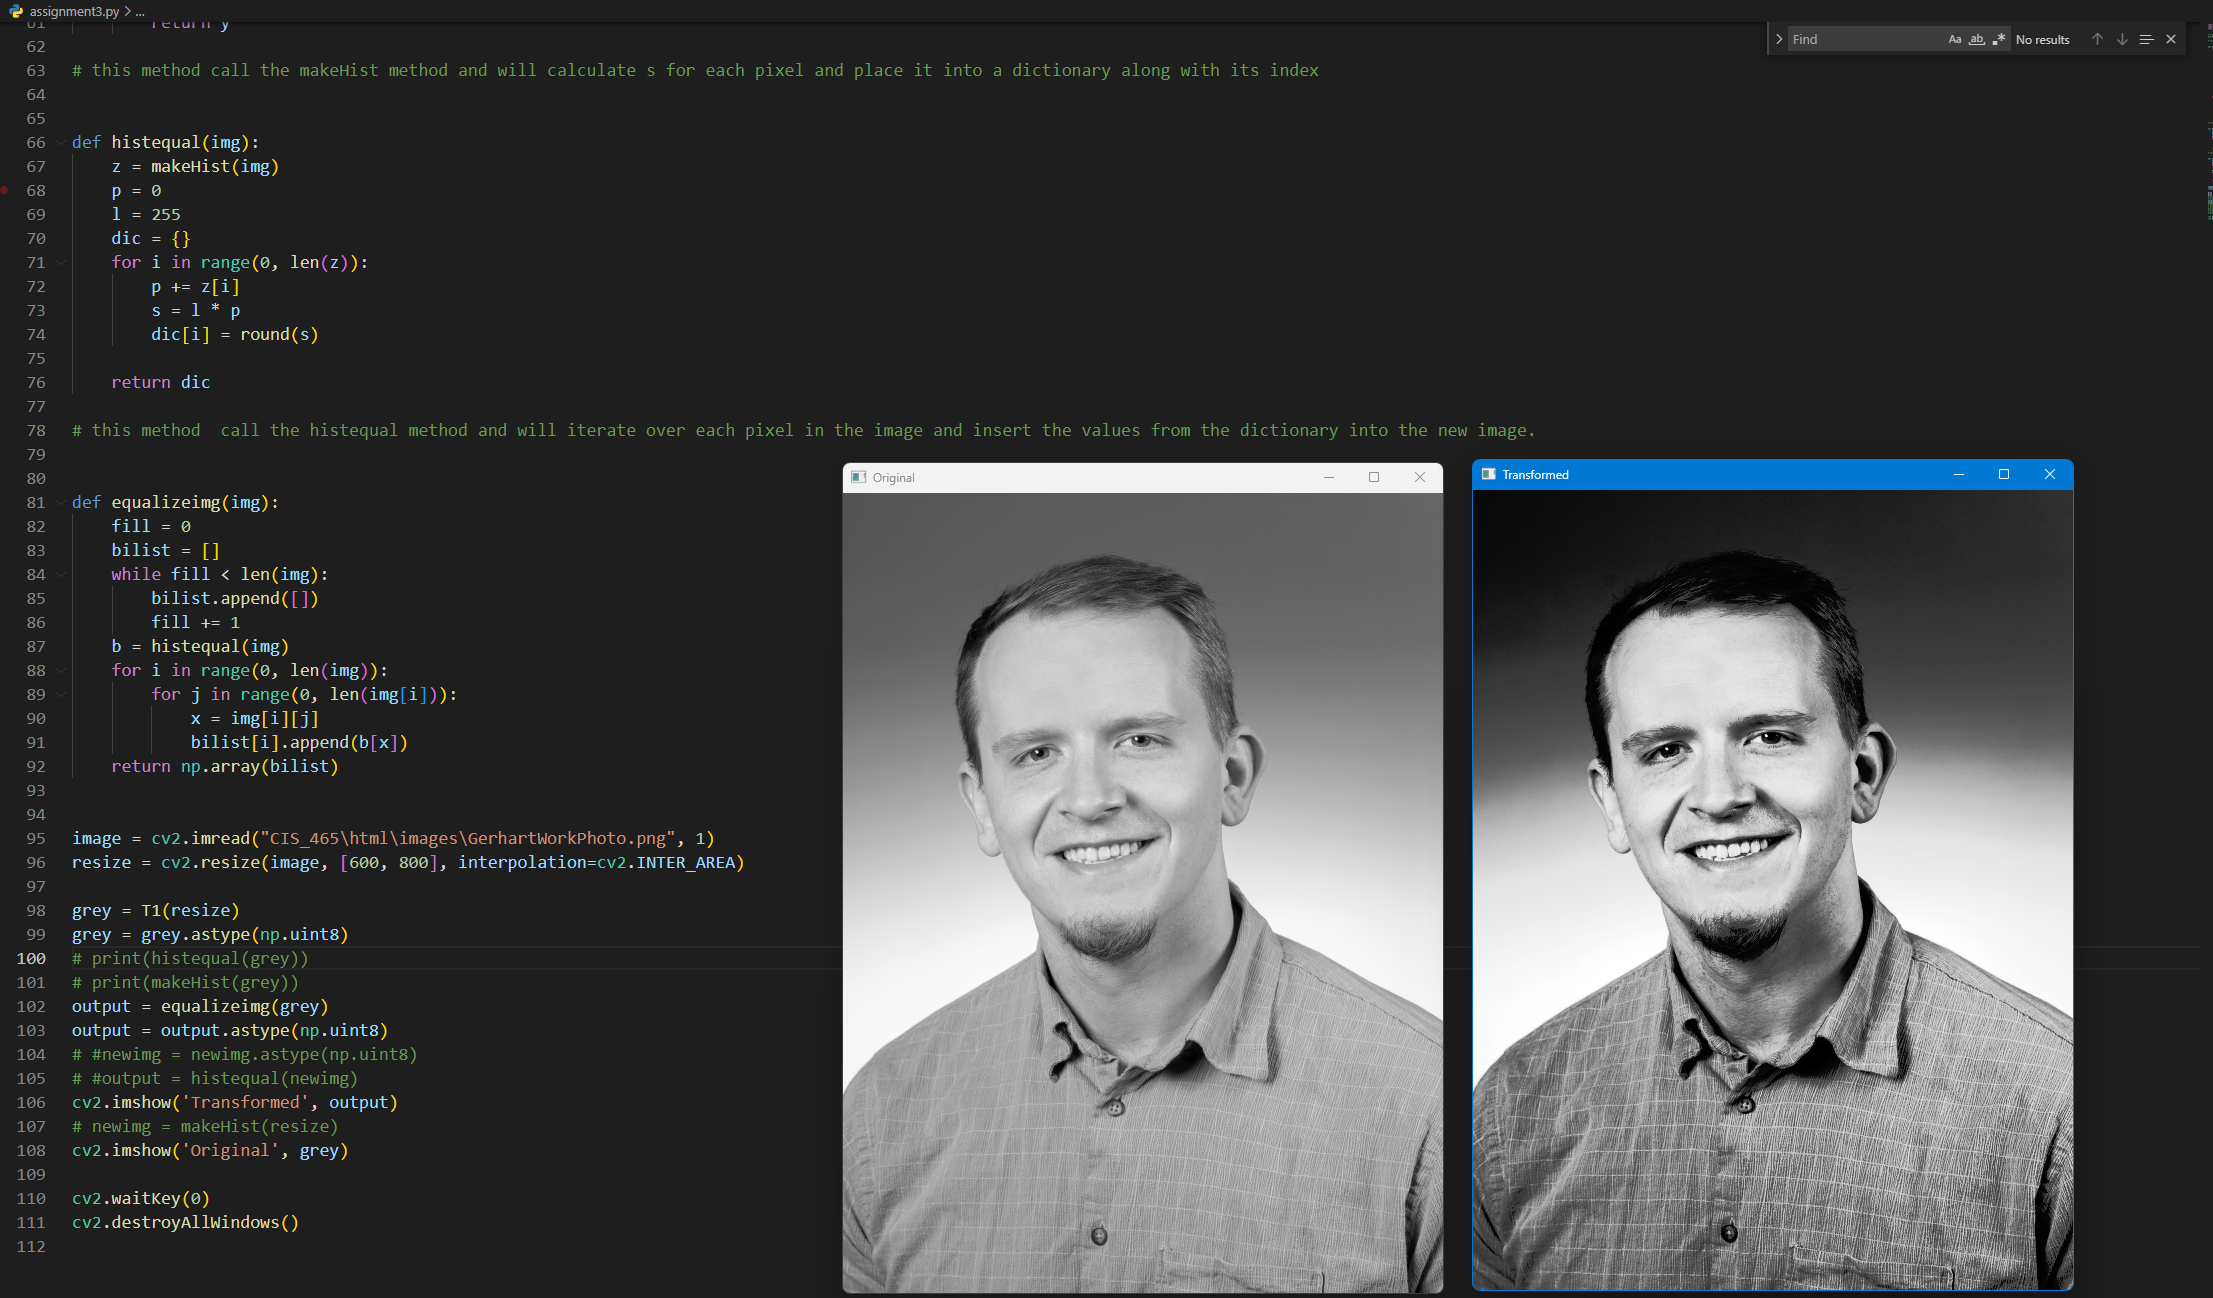 assignment3.py > ...
61 return y
62
63 # this method call the makeHist method and will calculate s for each pixel and place it into a dictionary along with its index
64
65
66 def histequal(img):
67 z = makeHist(img)
68 p = 0
69 l = 255
70 dic = {}
71 for i in range(0, len(z)):
72 p += z[i]
73 s = l * p
74 dic[i] = round(s)
75
76 return dic
77
78 # this method  call the histequal method and will iterate over each pixel in the image and insert the values from the dictionary into the new image.
79
80
81 def equalizeimg(img):
82 fill = 0
83 bilist = []
84 while fill < len(img):
85 bilist.append([])
86 fill += 1
87 b = histequal(img)
88 for i in range(0, len(img)):
89 for j in range(0, len(img[i])):
90 x = img[i][j]
91 bilist[i].append(b[x])
92 return np.array(bilist)
93
94
95 image = cv2.imread("CIS_465\html\images\GerhartWorkPhoto.png", 1)
96 resize = cv2.resize(image, [600, 800], interpolation=cv2.INTER_AREA)
97
98 grey = T1(resize)
99 grey = grey.astype(np.uint8)
100 # print(histequal(grey))
101 # print(makeHist(grey))
102 output = equalizeimg(grey)
103 output = output.astype(np.uint8)
104 # #newimg = newimg.astype(np.uint8)
105 # #output = histequal(newimg)
106 cv2.imshow('Transformed', output)
107 # newimg = makeHist(resize)
108 cv2.imshow('Original', grey)
109
110 cv2.waitKey(0)
111 cv2.destroyAllWindows()
112
Find Aa ab .* No results
Original
Transformed